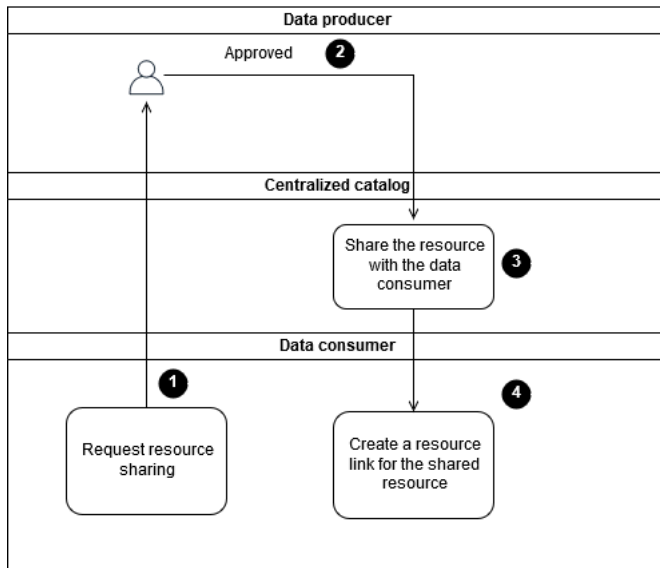 Data producer
Approved
2
Centralized catalog
Share the resource
with the data
consumer
3
Data consumer
1
4
Request resource
sharing
Create a resource
link for the shared
resource